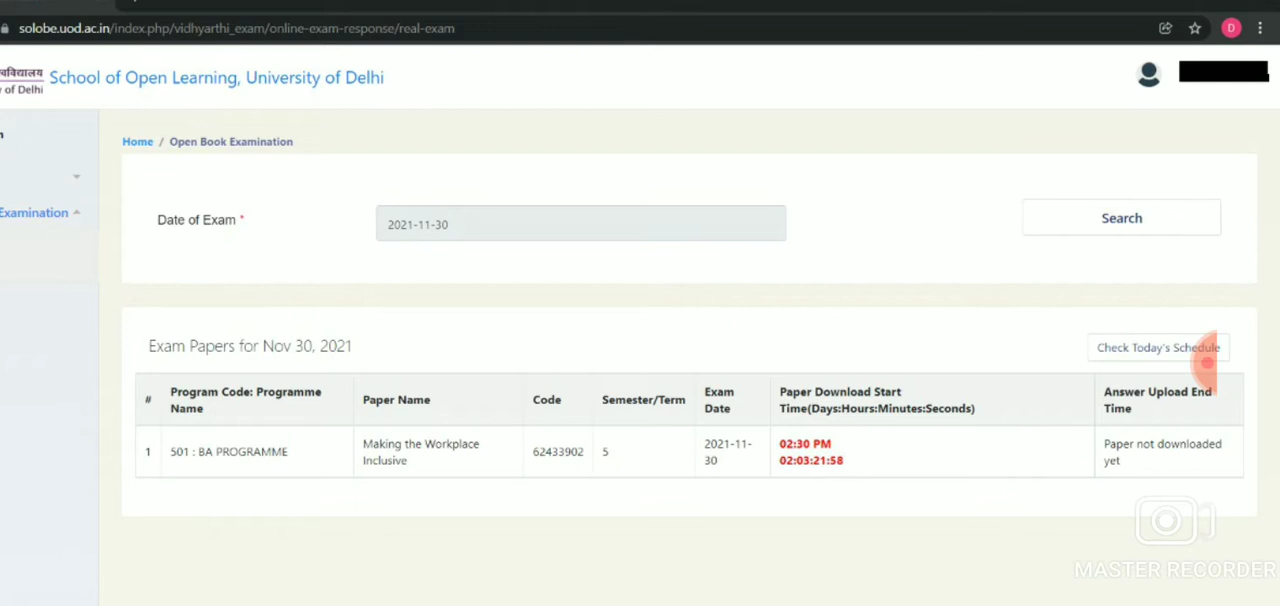 solobe.uod.ac.in/index.php/vidhyarthi_exam/online-exam-response/real-exam
D
School of Open Learning, University of Delhi
y of Delhi
Home / Open Book Examination
Examination
Date of Exam *
2021-11-30
Search
Exam Papers for Nov 30, 2021
Check Today's Schedule
#
Program Code: Programme
Name
Paper Name
Code
Semester/Term
Exam
Date
Paper Download Start
Time(Days:Hours:Minutes:Seconds)
Answer Upload End
Time
1
501 : BA PROGRAMME
Making the Workplace
Inclusive
62433902
5
2021-11-
30
02:30 PM
02:03:21:58
Paper not downloaded
yet
MASTER RECORDER